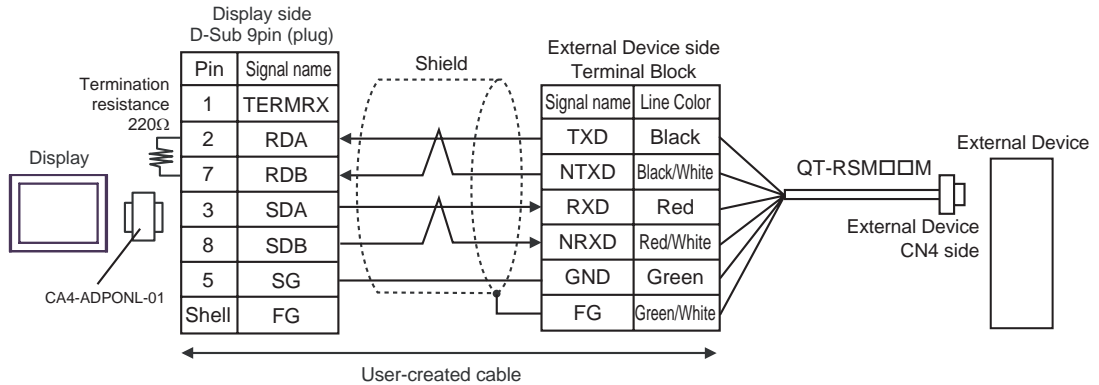 Display side
D-Sub 9pin (plug)
Shield
External Device side
Terminal Block
Termination
resistance
220Ω
Pin Signal name
1 TERMRX
2 RDA
7 RDB
3 SDA
8 SDB
5 SG
Shell FG
Signal name Line Color
TXD Black
NTXD Black/White
RXD Red
NRXD Red/White
GND Green
FG Green/White
Display
CA4-ADPONL-01
QT-RSM□□M
External Device
External Device
CN4 side
User-created cable